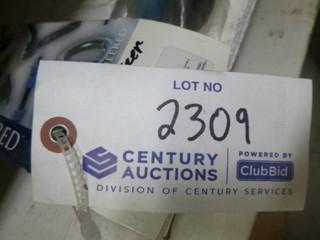 LOT NO
2309
CENTURY
AUCTIONS
POWERED BY
ClubBid
A DIVISION OF CENTURY SERVICES